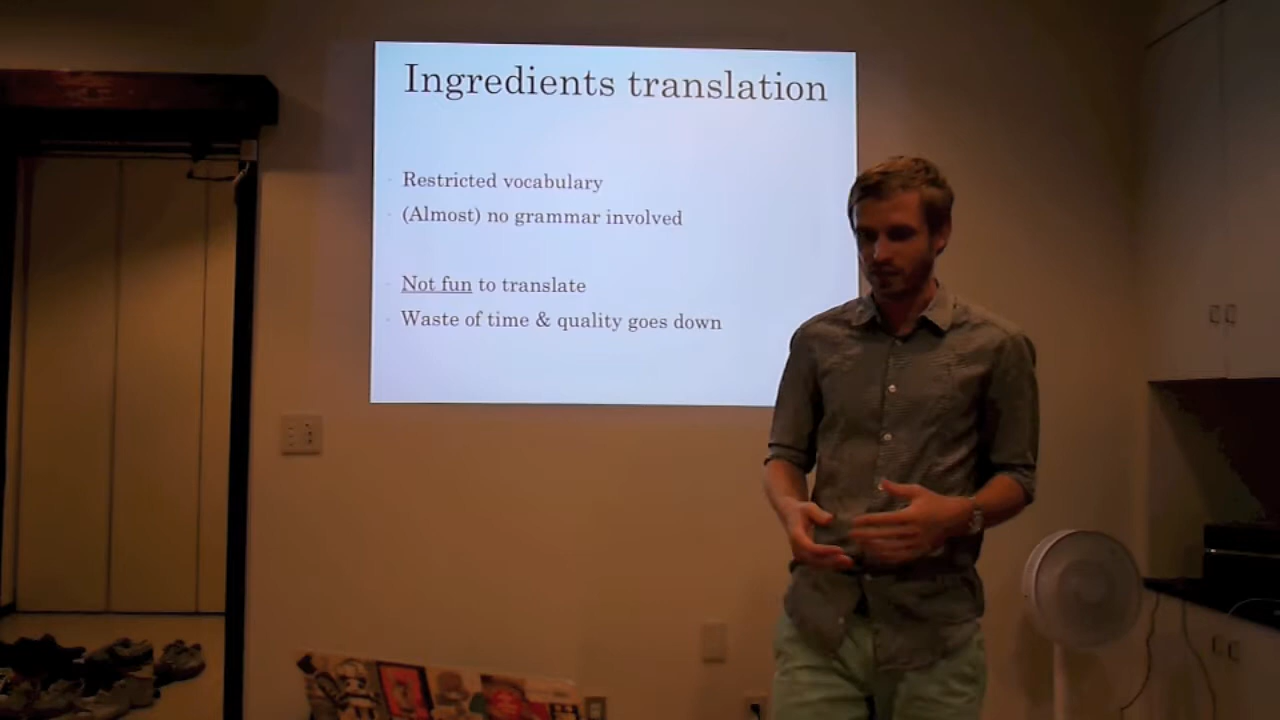 Ingredients translation
Restricted vocabulary
(Almost) no grammar involved
Not fun to translate
Waste of time & quality goes down